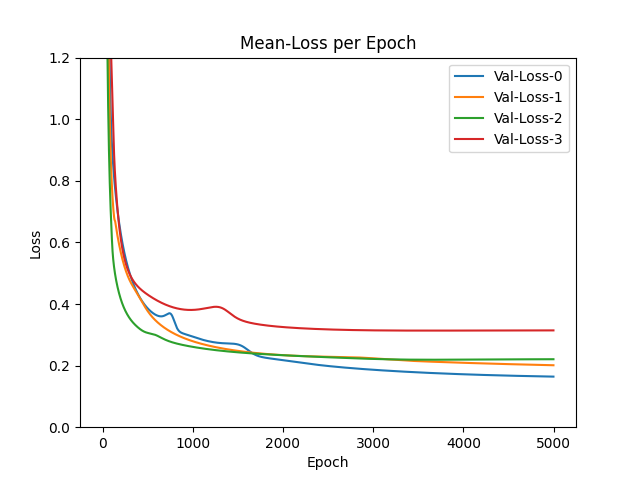 Mean-Loss per Epoch
1.2
1.0
0.8
0.6
0.4
0.2
0.0
Loss
Val-Loss-0
Val-Loss-1
Val-Loss-2
Val-Loss-3
0 1000 2000 3000 4000 5000
Epoch